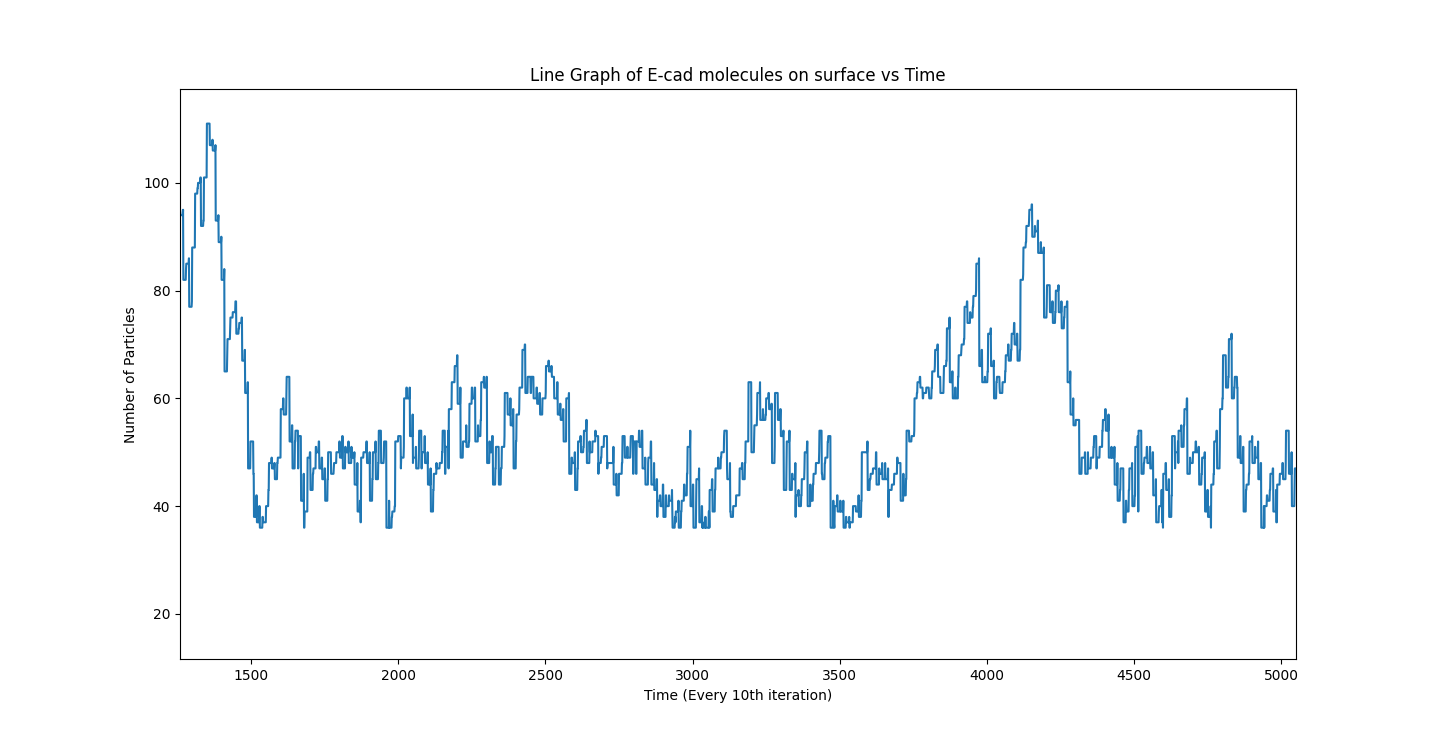 Line Graph of E-cad molecules on surface vs Time
Number of Particles
100
80
60
40
20
1500 2000 2500 3000 3500 4000 4500 5000
Time (Every 10th iteration)